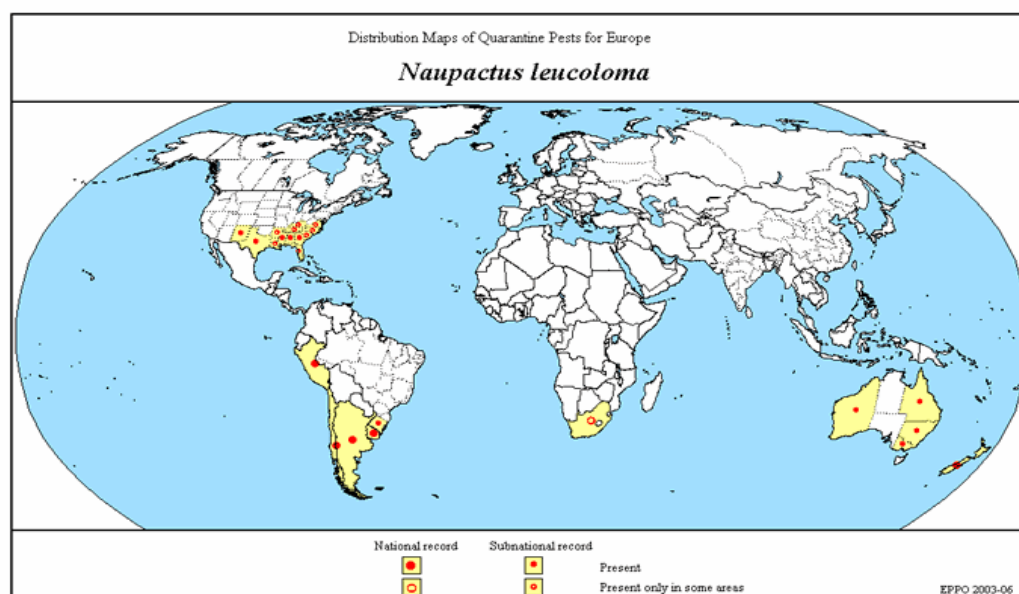 Distribution Maps of Quarantine Pests for Europe
Naupactus leucoloma
National record Subnational record
Present
Present only in some areas
EPPO 2003-06